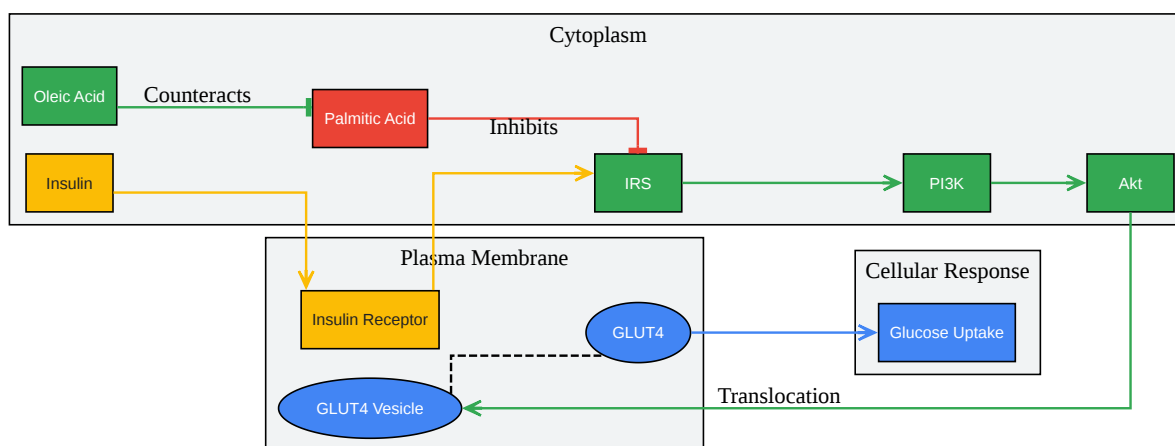 Cytoplasm
Oleic Acid
Counteracts
Palmitic Acid
Inhibits
Insulin
IRS
PI3K
Akt
Plasma Membrane
Cellular Response
Insulin Receptor
GLUT4
Glucose Uptake
GLUT4 Vesicle
Translocation